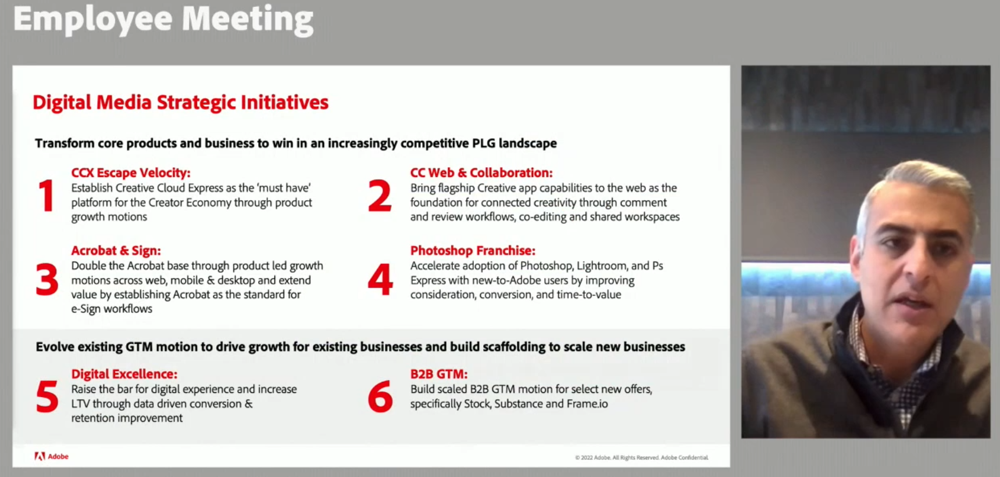 Employee Meeting
Digital Media Strategic Initiatives
Transform core products and business to win in an increasingly competitive PLG landscape
1
CCX Escape Velocity:
Establish Creative Cloud Express as the 'must have'
platform for the Creator Economy through product
growth motions
2
CC Web & Collaboration:
Bring flagship Creative app capabilities to the web as the
foundation for connected creativity through comment
and review workflows, co-editing and shared workspaces
3
Acrobat & Sign:
Double the Acrobat base through product led growth
motions across web, mobile & desktop and extend
value by establishing Acrobat as the standard for
e-Sign workflows
4
Photoshop Franchise:
Accelerate adoption of Photoshop, Lightroom, and Ps
Express with new-to-Adobe users by improving
consideration, conversion, and time-to-value
Evolve existing GTM motion to drive growth for existing businesses and build scaffolding to scale new businesses
5
Digital Excellence:
Raise the bar for digital experience and increase
LTV through data driven conversion &
retention improvement
6
B2B GTM:
Build scaled B2B GTM motion for select new offers,
specifically Stock, Substance and Frame.io
Adobe
© 2022 Adobe. All Rights Reserved. Adobe Confidential.